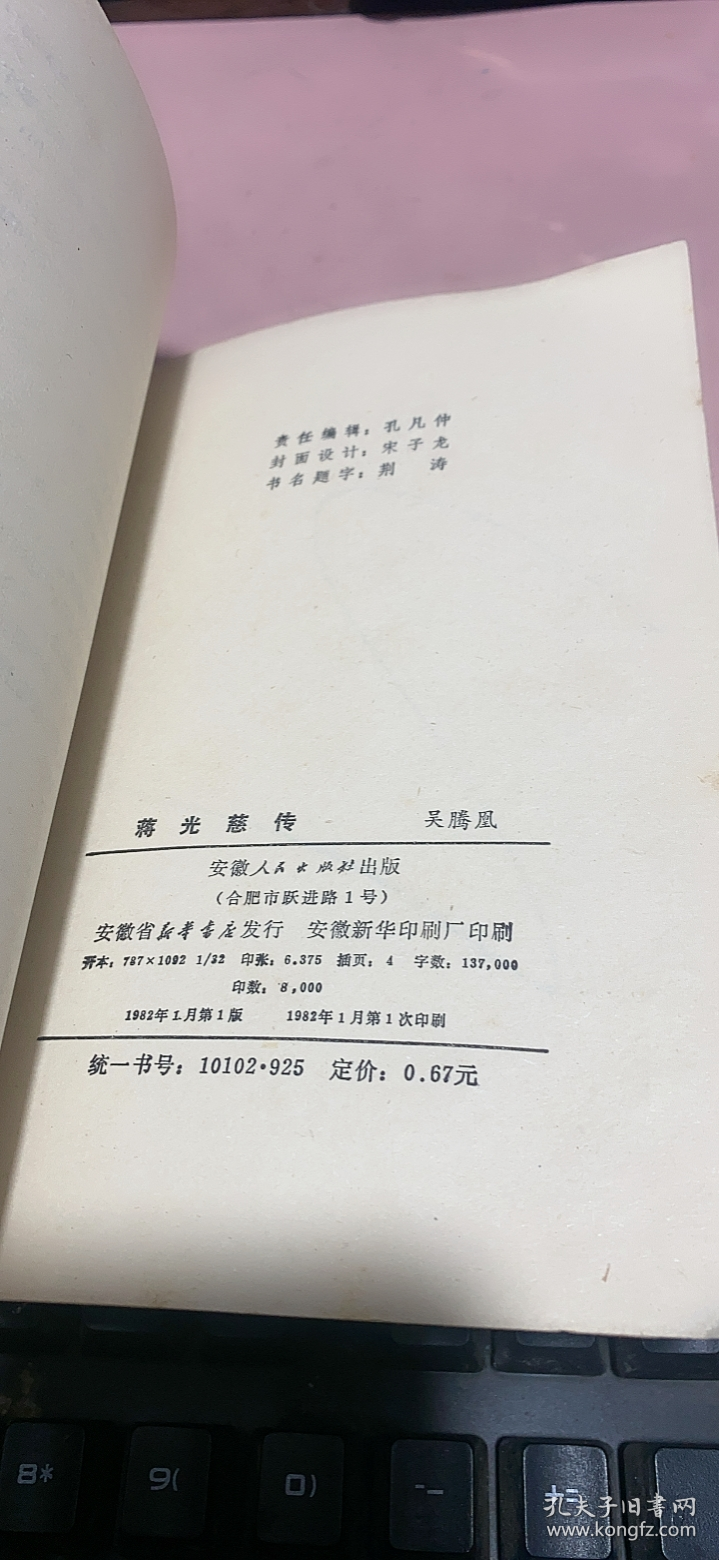 责任编辑：孔凡仲
封面设计：宋子龙
书名题字：荆　涛
蒋光慈传　吴腾凰
安徽人民出版社出版
（合肥市跃进路1号）
安徽省新华书店发行　安徽新华印刷厂印刷
开本：787×1092 1/32　印张：6.375　插页：4　字数：137,000
印数：8,000
1982年1月第1版　1982年1月第1次印刷
统一书号：10102·925　定价：0.67元
8*
9(
0)
-_
+=
孔夫子旧書网
www.kongfz.com